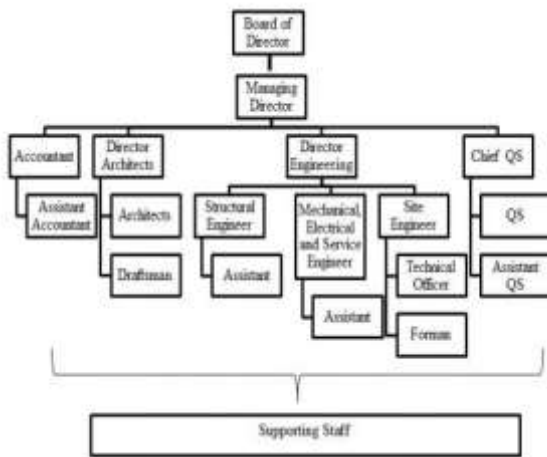 Board of
Director
Managing
Director
Accountant
Director
Architects
Director
Engineering
Chief QS
Assistant
Accountant
Architects
Structural
Engineer
Mechanical,
Electrical
and Service
Engineer
Site
Engineer
QS
Draftsman
Assistant
Technical
Officer
Assistant
QS
Assistant
Forman
Supporting Staff